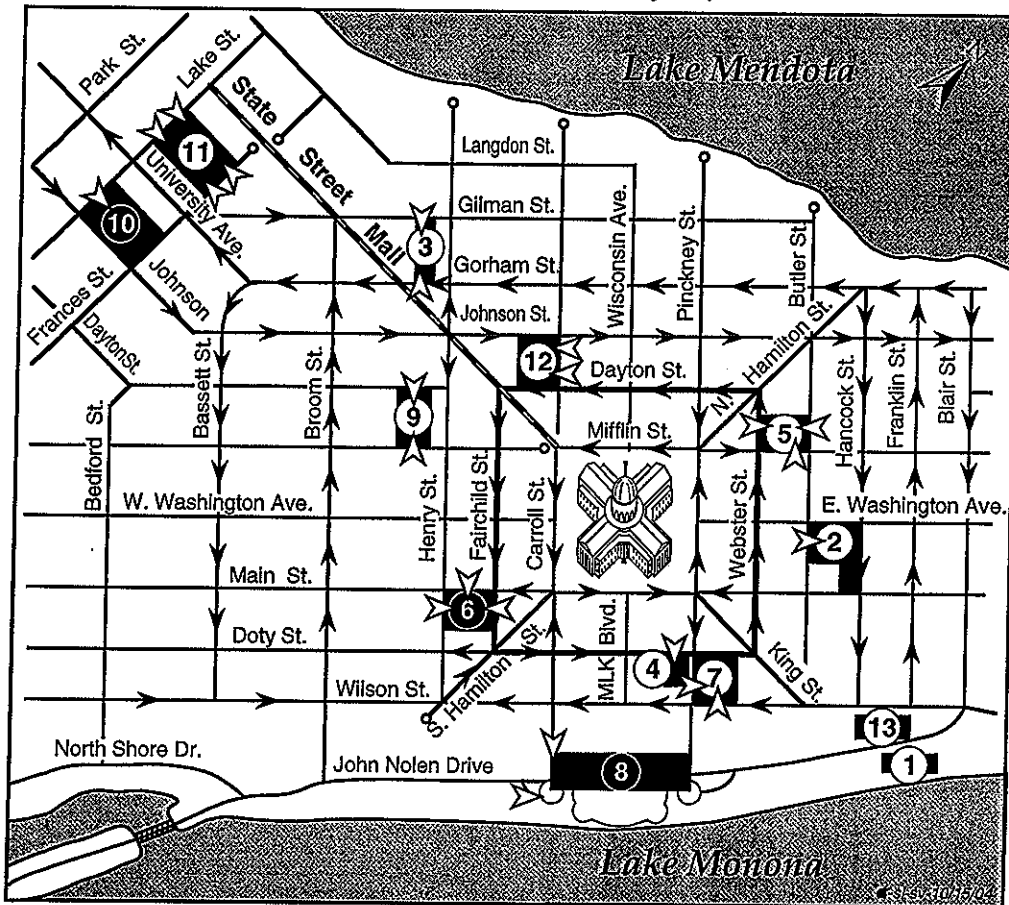 Lake Mendota
Park St.
Lake St.
State Street Mall
Langdon St.
Gilman St.
Wisconsin Ave.
Pinckney St.
Butler St.
11
University Ave.
10
3
Gorham St.
Johnson St.
Johnson
Frances St.
Dayton St.
12
Dayton St.
N. Hamilton St.
Hancock St.
Franklin St.
Blair St.
Bedford St.
Bassett St.
Broom St.
9
Mifflin St.
5
W. Washington Ave.
E. Washington Ave.
Henry St.
Fairchild St.
Carroll St.
Webster St.
2
Main St.
6
Doty St.
S. Hamilton St.
MLK Blvd.
4
7
King St.
Wilson St.
13
North Shore Dr.
John Nolen Drive
8
1
Lake Monona